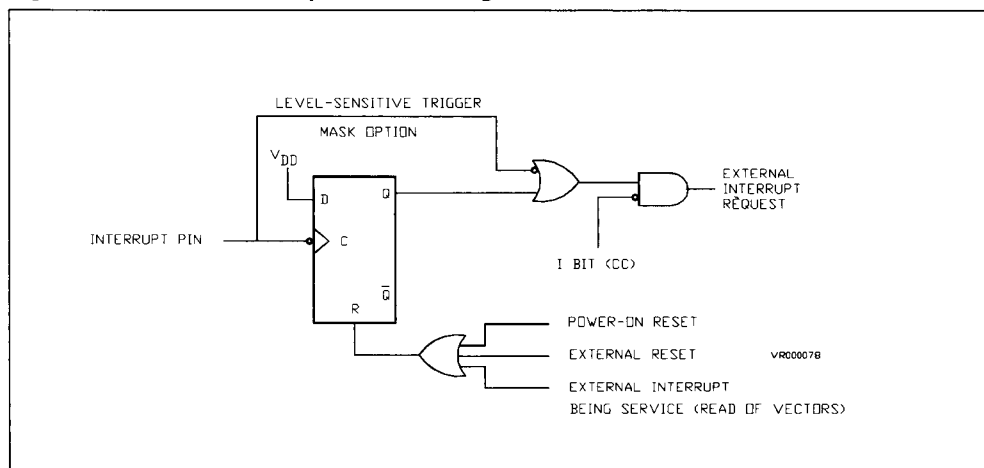 LEVEL-SENSITIVE TRIGGER
MASK OPTION
VDD
D
Q
INTERRUPT PIN
C
Q̅
R
EXTERNAL
INTERRUPT
REQUEST
I BIT (CC)
POWER-ON RESET
EXTERNAL RESET
VR000078
EXTERNAL INTERRUPT
BEING SERVICE (READ OF VECTORS)